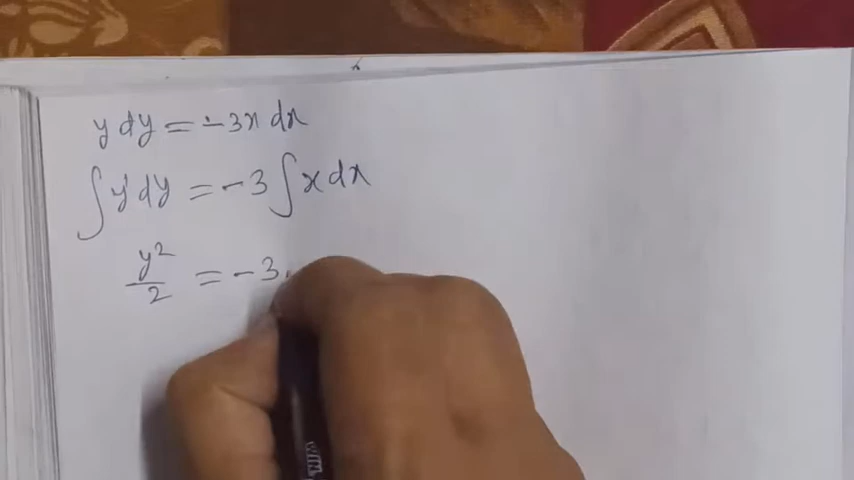 y dy = -3x dx
∫y dy = -3∫x dx
y²/2 = -3